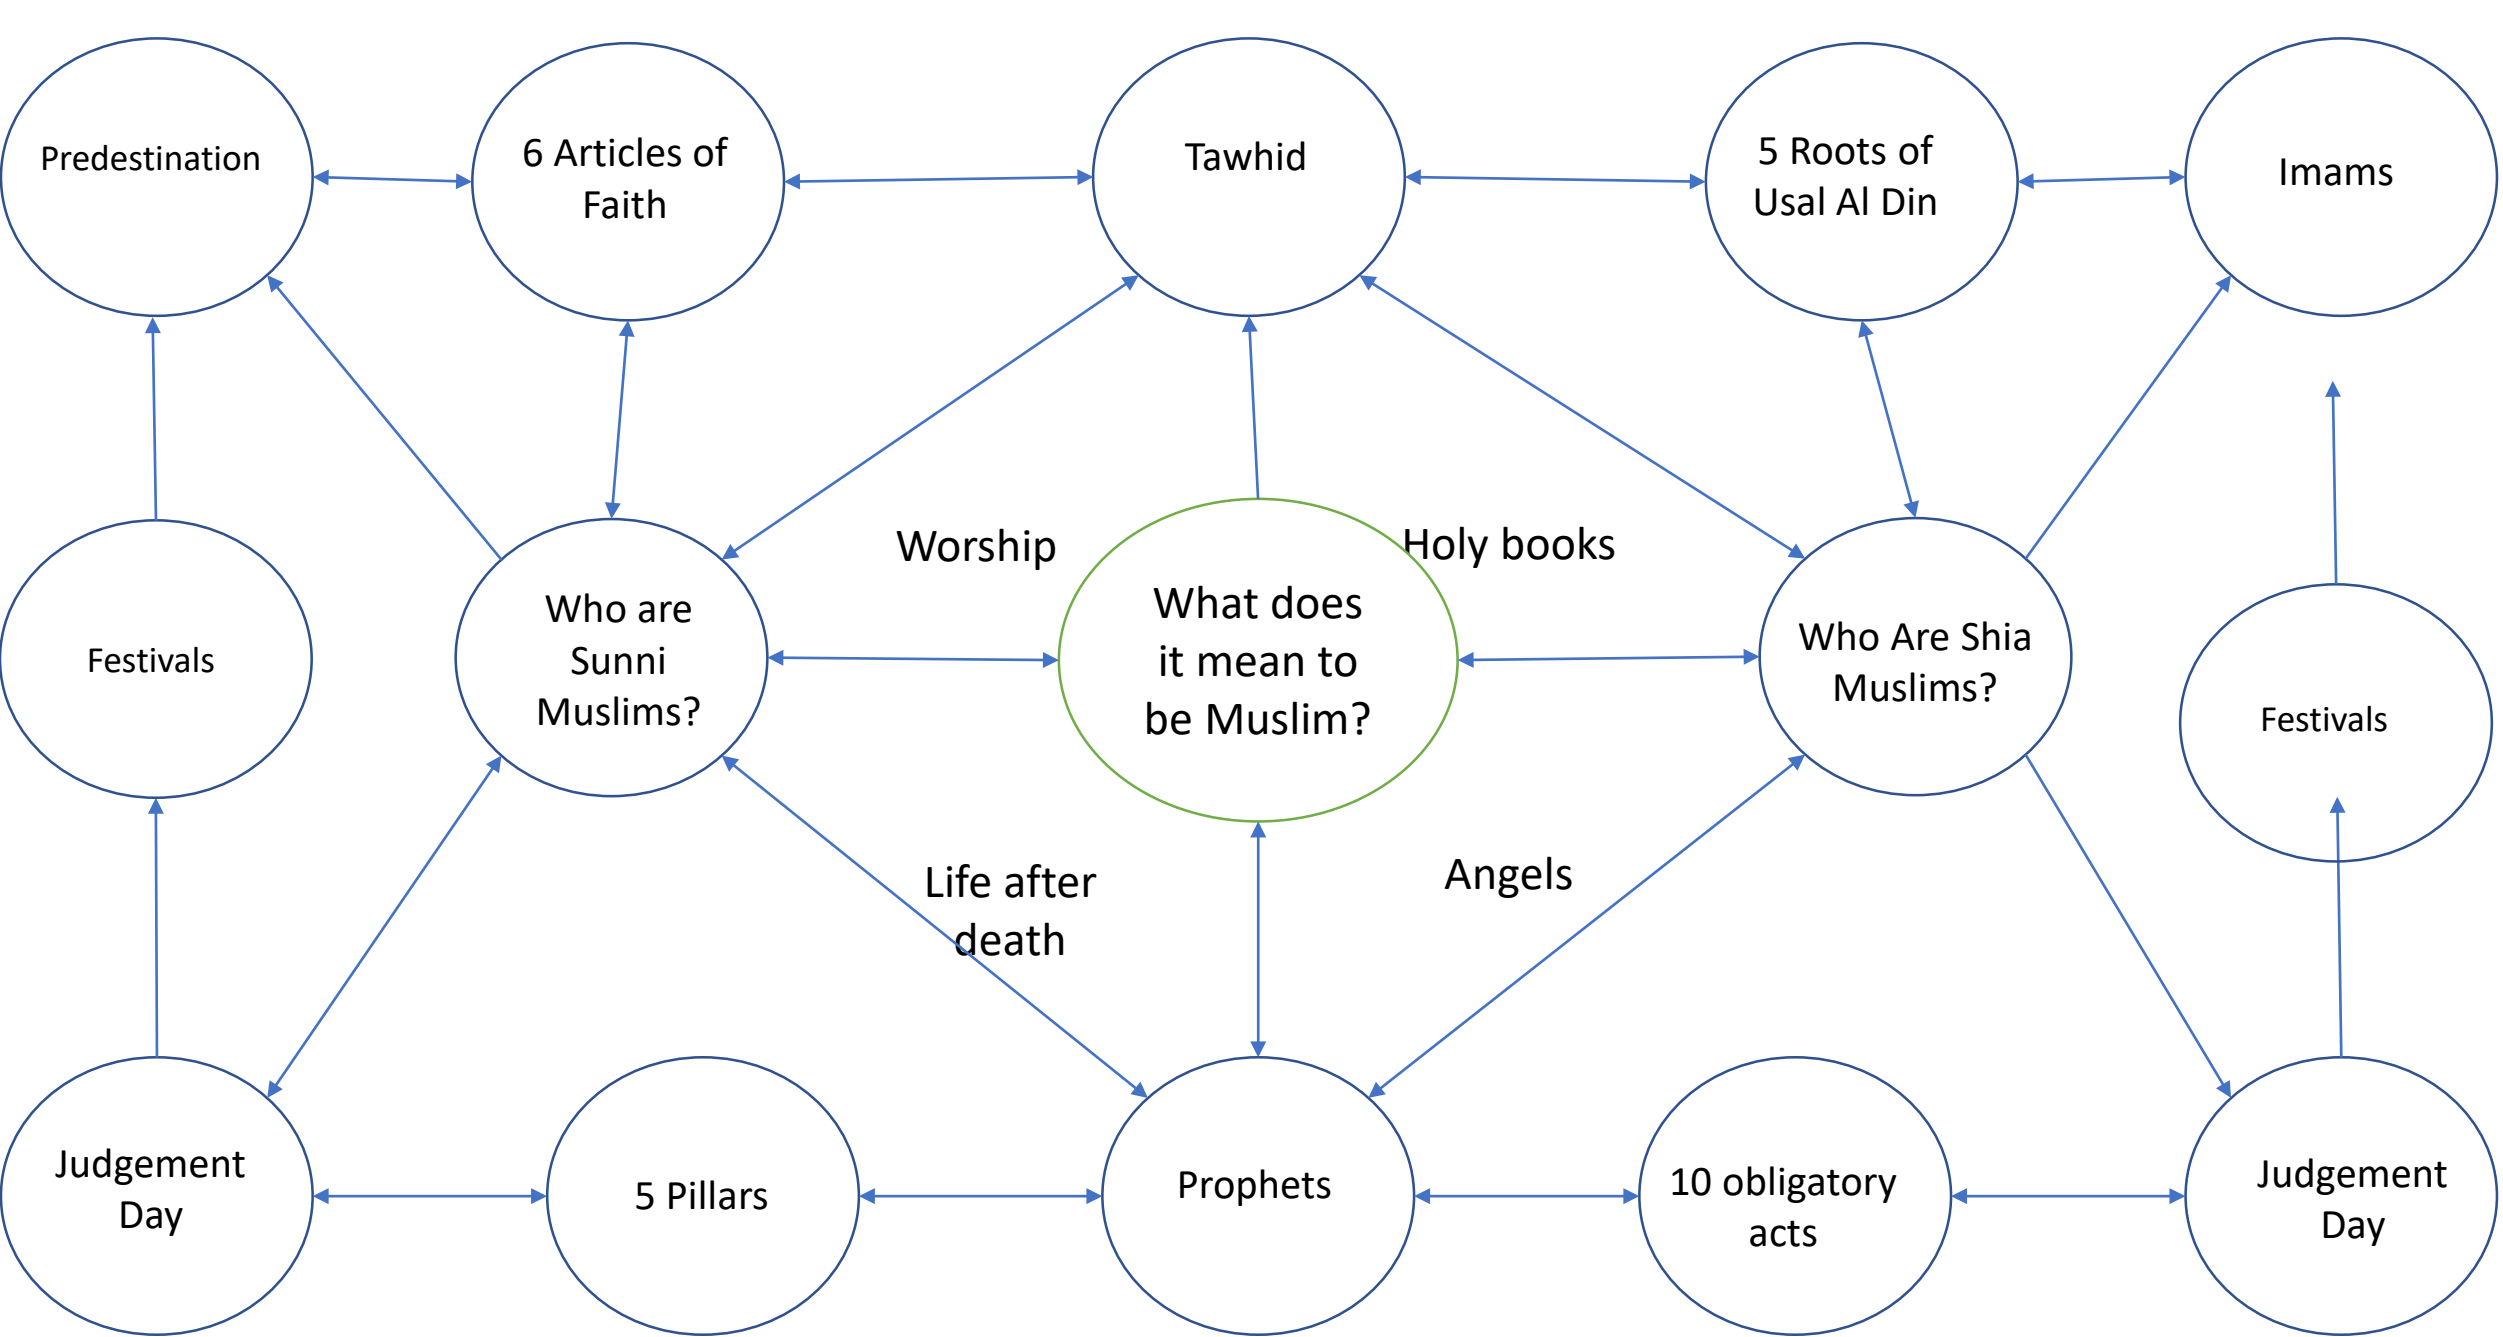 Predestination
6 Articles of
Faith
Tawhid
5 Roots of
Usal Al Din
Imams
Worship
Holy books
Festivals
Who are
Sunni
Muslims?
What does
it mean to
be Muslim?
Who Are Shia
Muslims?
Festivals
Life after
death
Angels
Judgement
Day
5 Pillars
Prophets
10 obligatory
acts
Judgement
Day